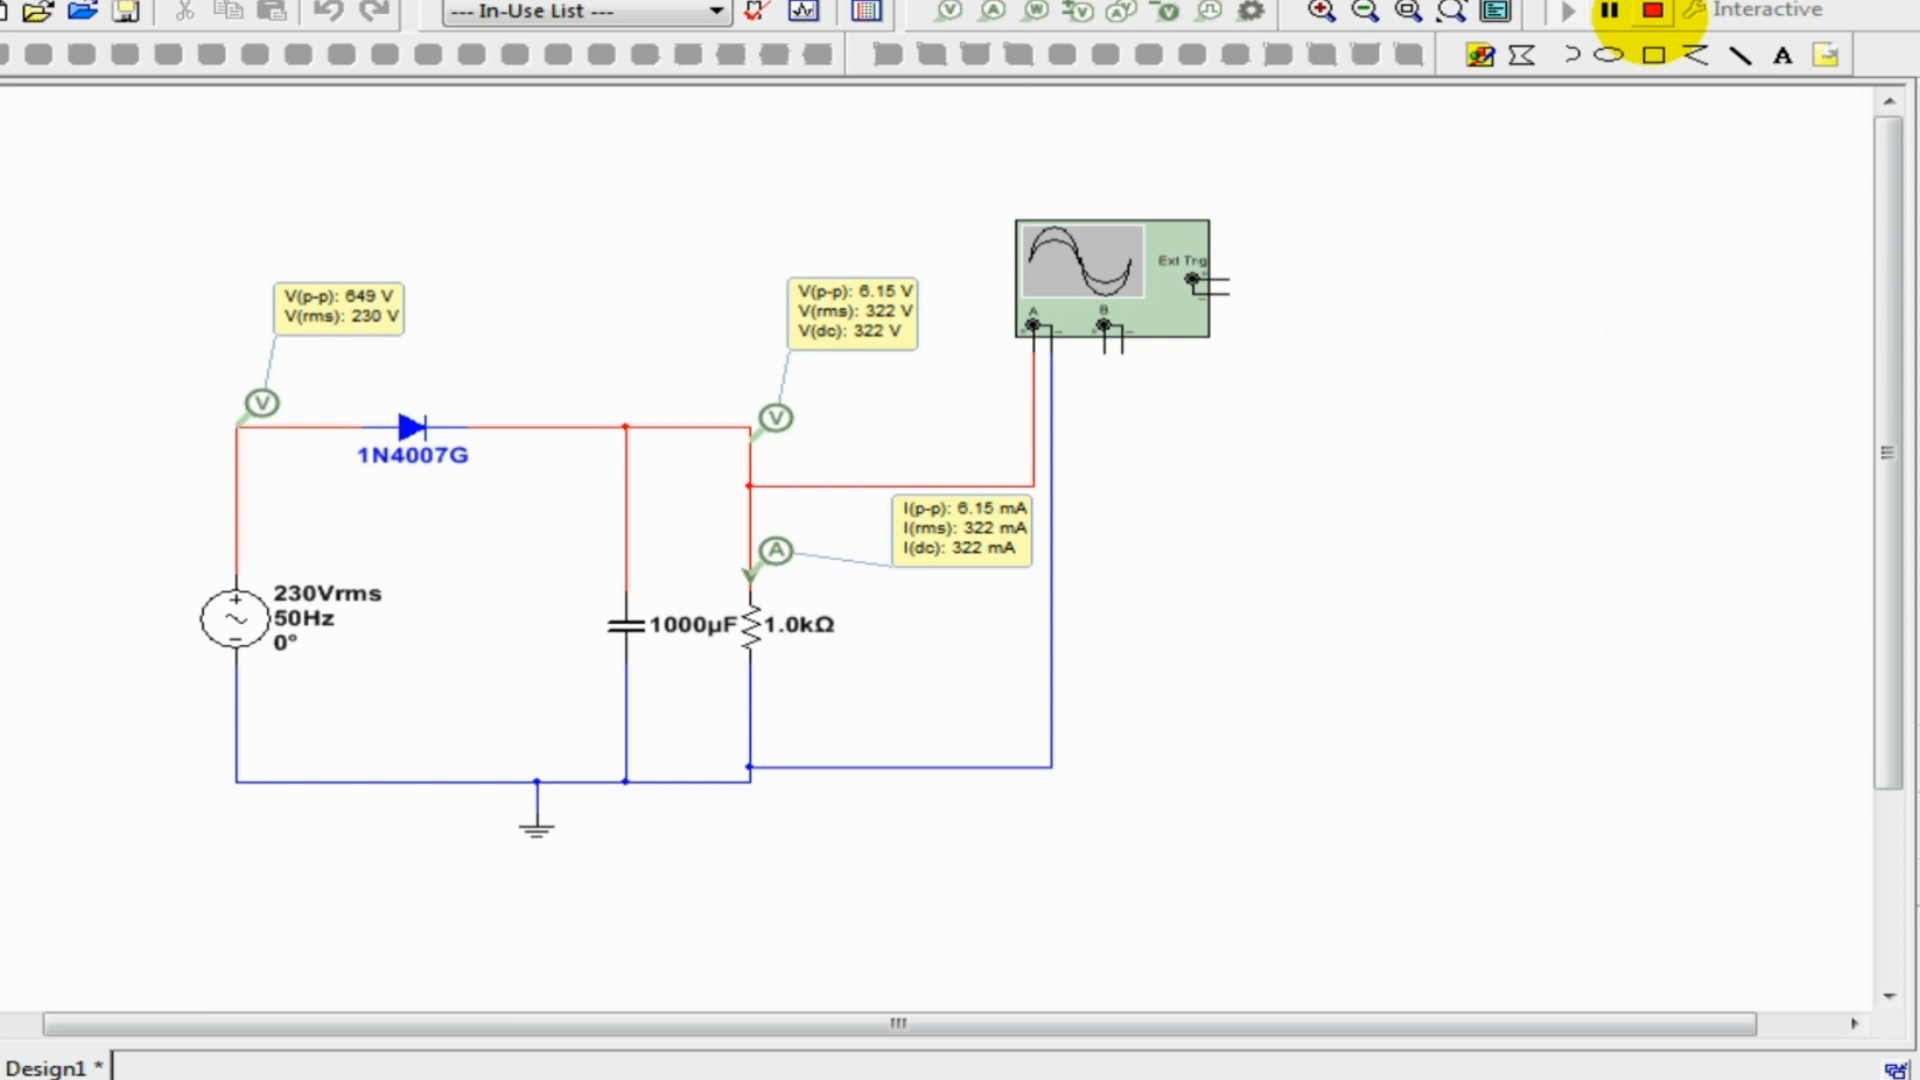 --- In-Use List ---
Interactive
A
V(p-p): 649 V
V(rms): 230 V
V(p-p): 6.15 V
V(rms): 322 V
V(dc): 322 V
Ext Trig
A
B
V
V
1N4007G
I(p-p): 6.15 mA
I(rms): 322 mA
I(dc): 322 mA
A
230Vrms
50Hz
0°
1000µF
1.0kΩ
Design1 *